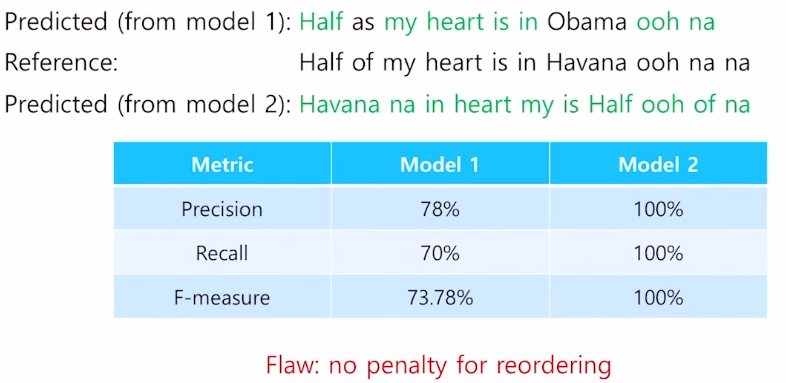 Predicted (from model 1): Half as my heart is in Obama ooh na
Reference: Half of my heart is in Havana ooh na na
Predicted (from model 2): Havana na in heart my is Half ooh of na
Metric Model 1 Model 2
Precision 78% 100%
Recall 70% 100%
F-measure 73.78% 100%
Flaw: no penalty for reordering